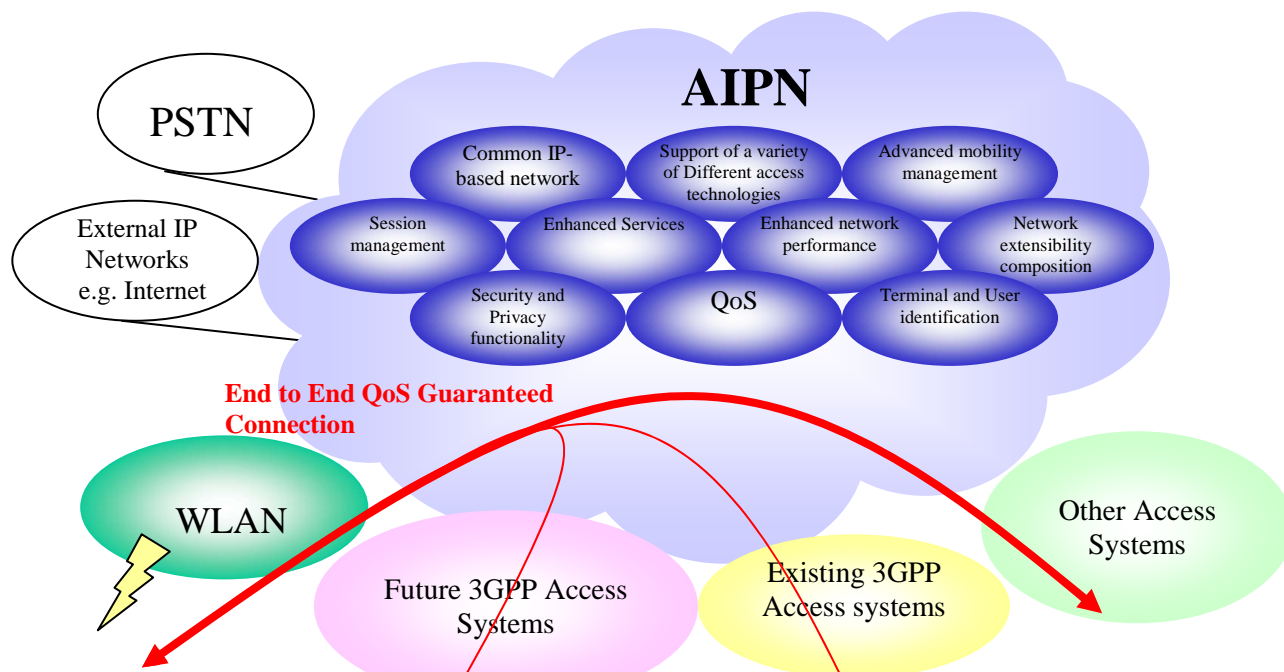 AIPN
PSTN
Common IP-
based network
Support of a variety
of Different access
technologies
Advanced mobility
management
Session
management
Enhanced Services
Enhanced network
performance
Network
extensibility
composition
External IP
Networks
e.g. Internet
Security and
Privacy
functionality
QoS
Terminal and User
identification
End to End QoS Guaranteed
Connection
WLAN
Future 3GPP Access
Systems
Existing 3GPP
Access systems
Other Access
Systems